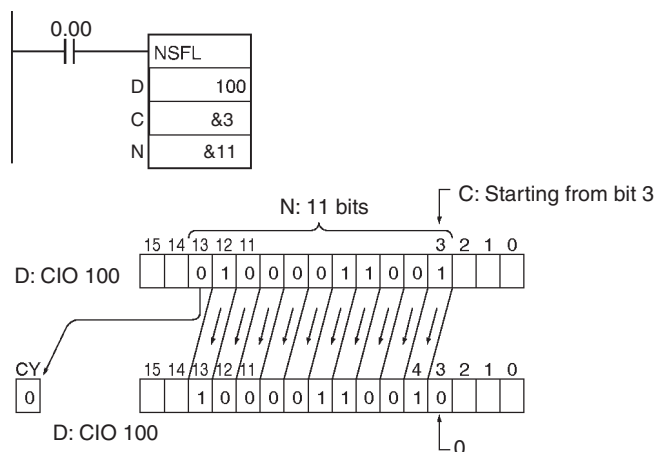 0.00
NSFL
D 100
C &3
N &11
C: Starting from bit 3
N: 11 bits
15 14 13 12 11 3 2 1 0
D: CIO 100 0 1 0 0 0 0 1 1 0 0 1
CY 15 14 13 12 11 4 3 2 1 0
0 1 0 0 0 0 1 1 0 0 1 0
D: CIO 100
0